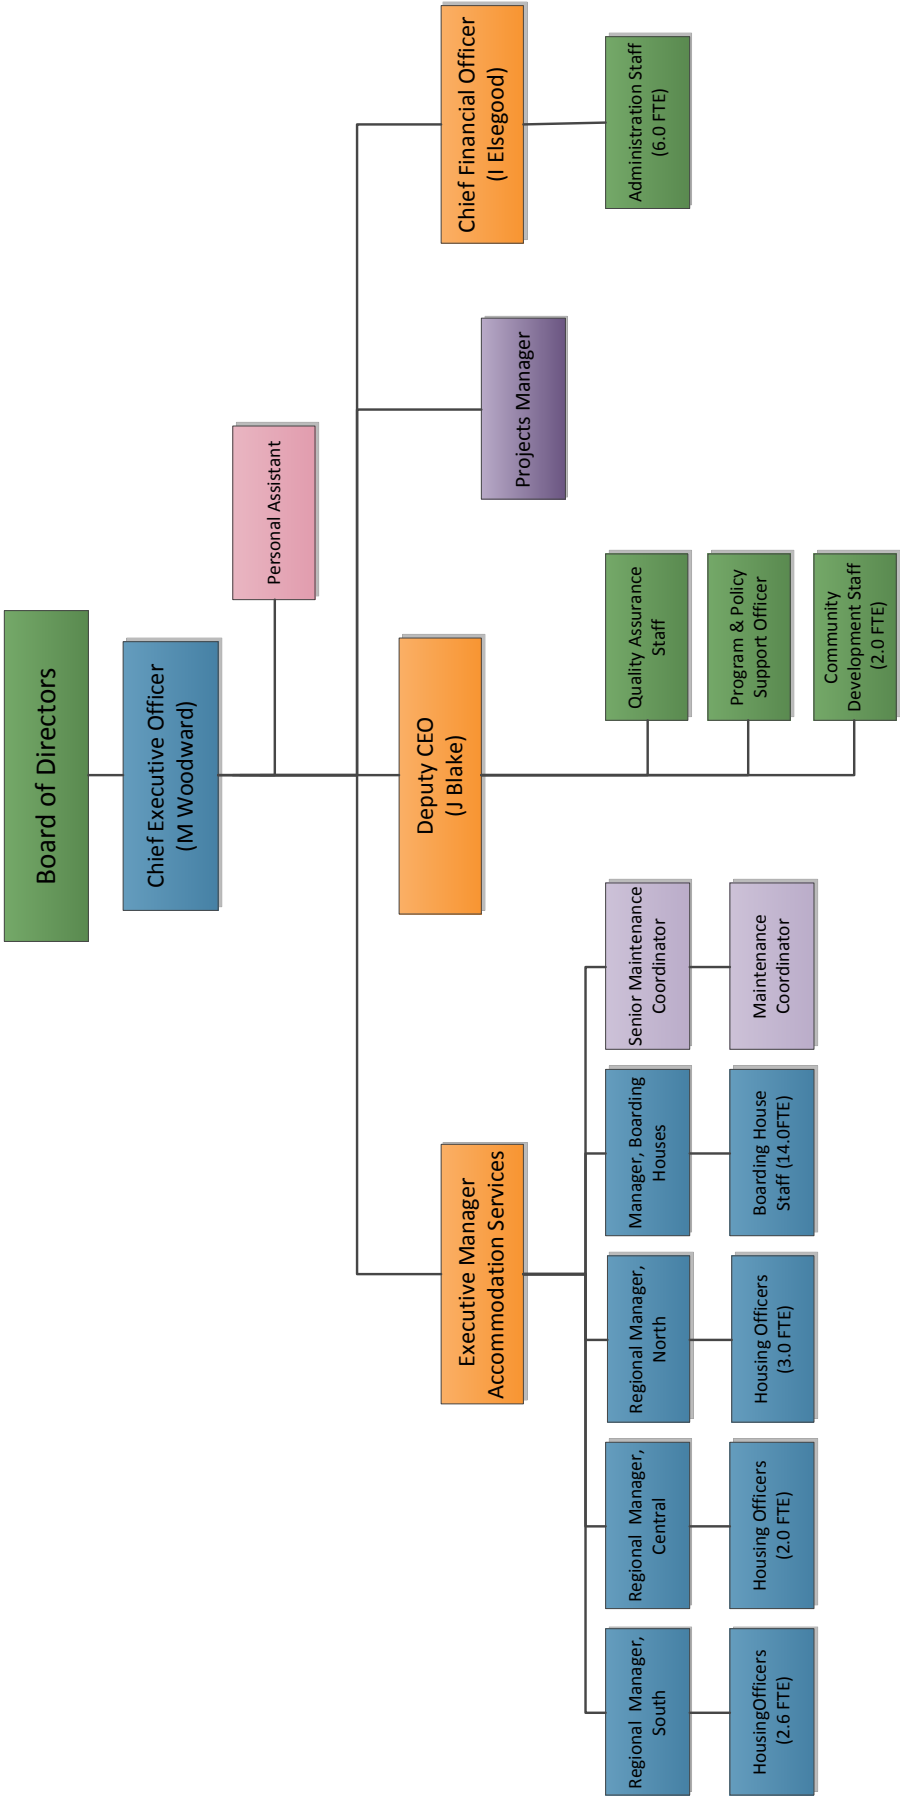 Board of Directors
Chief Executive Officer
(M Woodward)
Personal Assistant
Executive Manager
Accommodation Services
Deputy CEO
(J Blake)
Projects Manager
Chief Financial Officer
(I Elsegood)
Regional Manager,
South
Regional Manager,
Central
Regional Manager,
North
Manager, Boarding
Houses
Senior Maintenance
Coordinator
Quality Assurance
Staff
Administration Staff
(6.0 FTE)
HousingOfficers
(2.6 FTE)
Housing Officers
(2.0 FTE)
Housing Officers
(3.0 FTE)
Boarding House
Staff (14.0FTE)
Maintenance
Coordinator
Program & Policy
Support Officer
Community
Development Staff
(2.0 FTE)